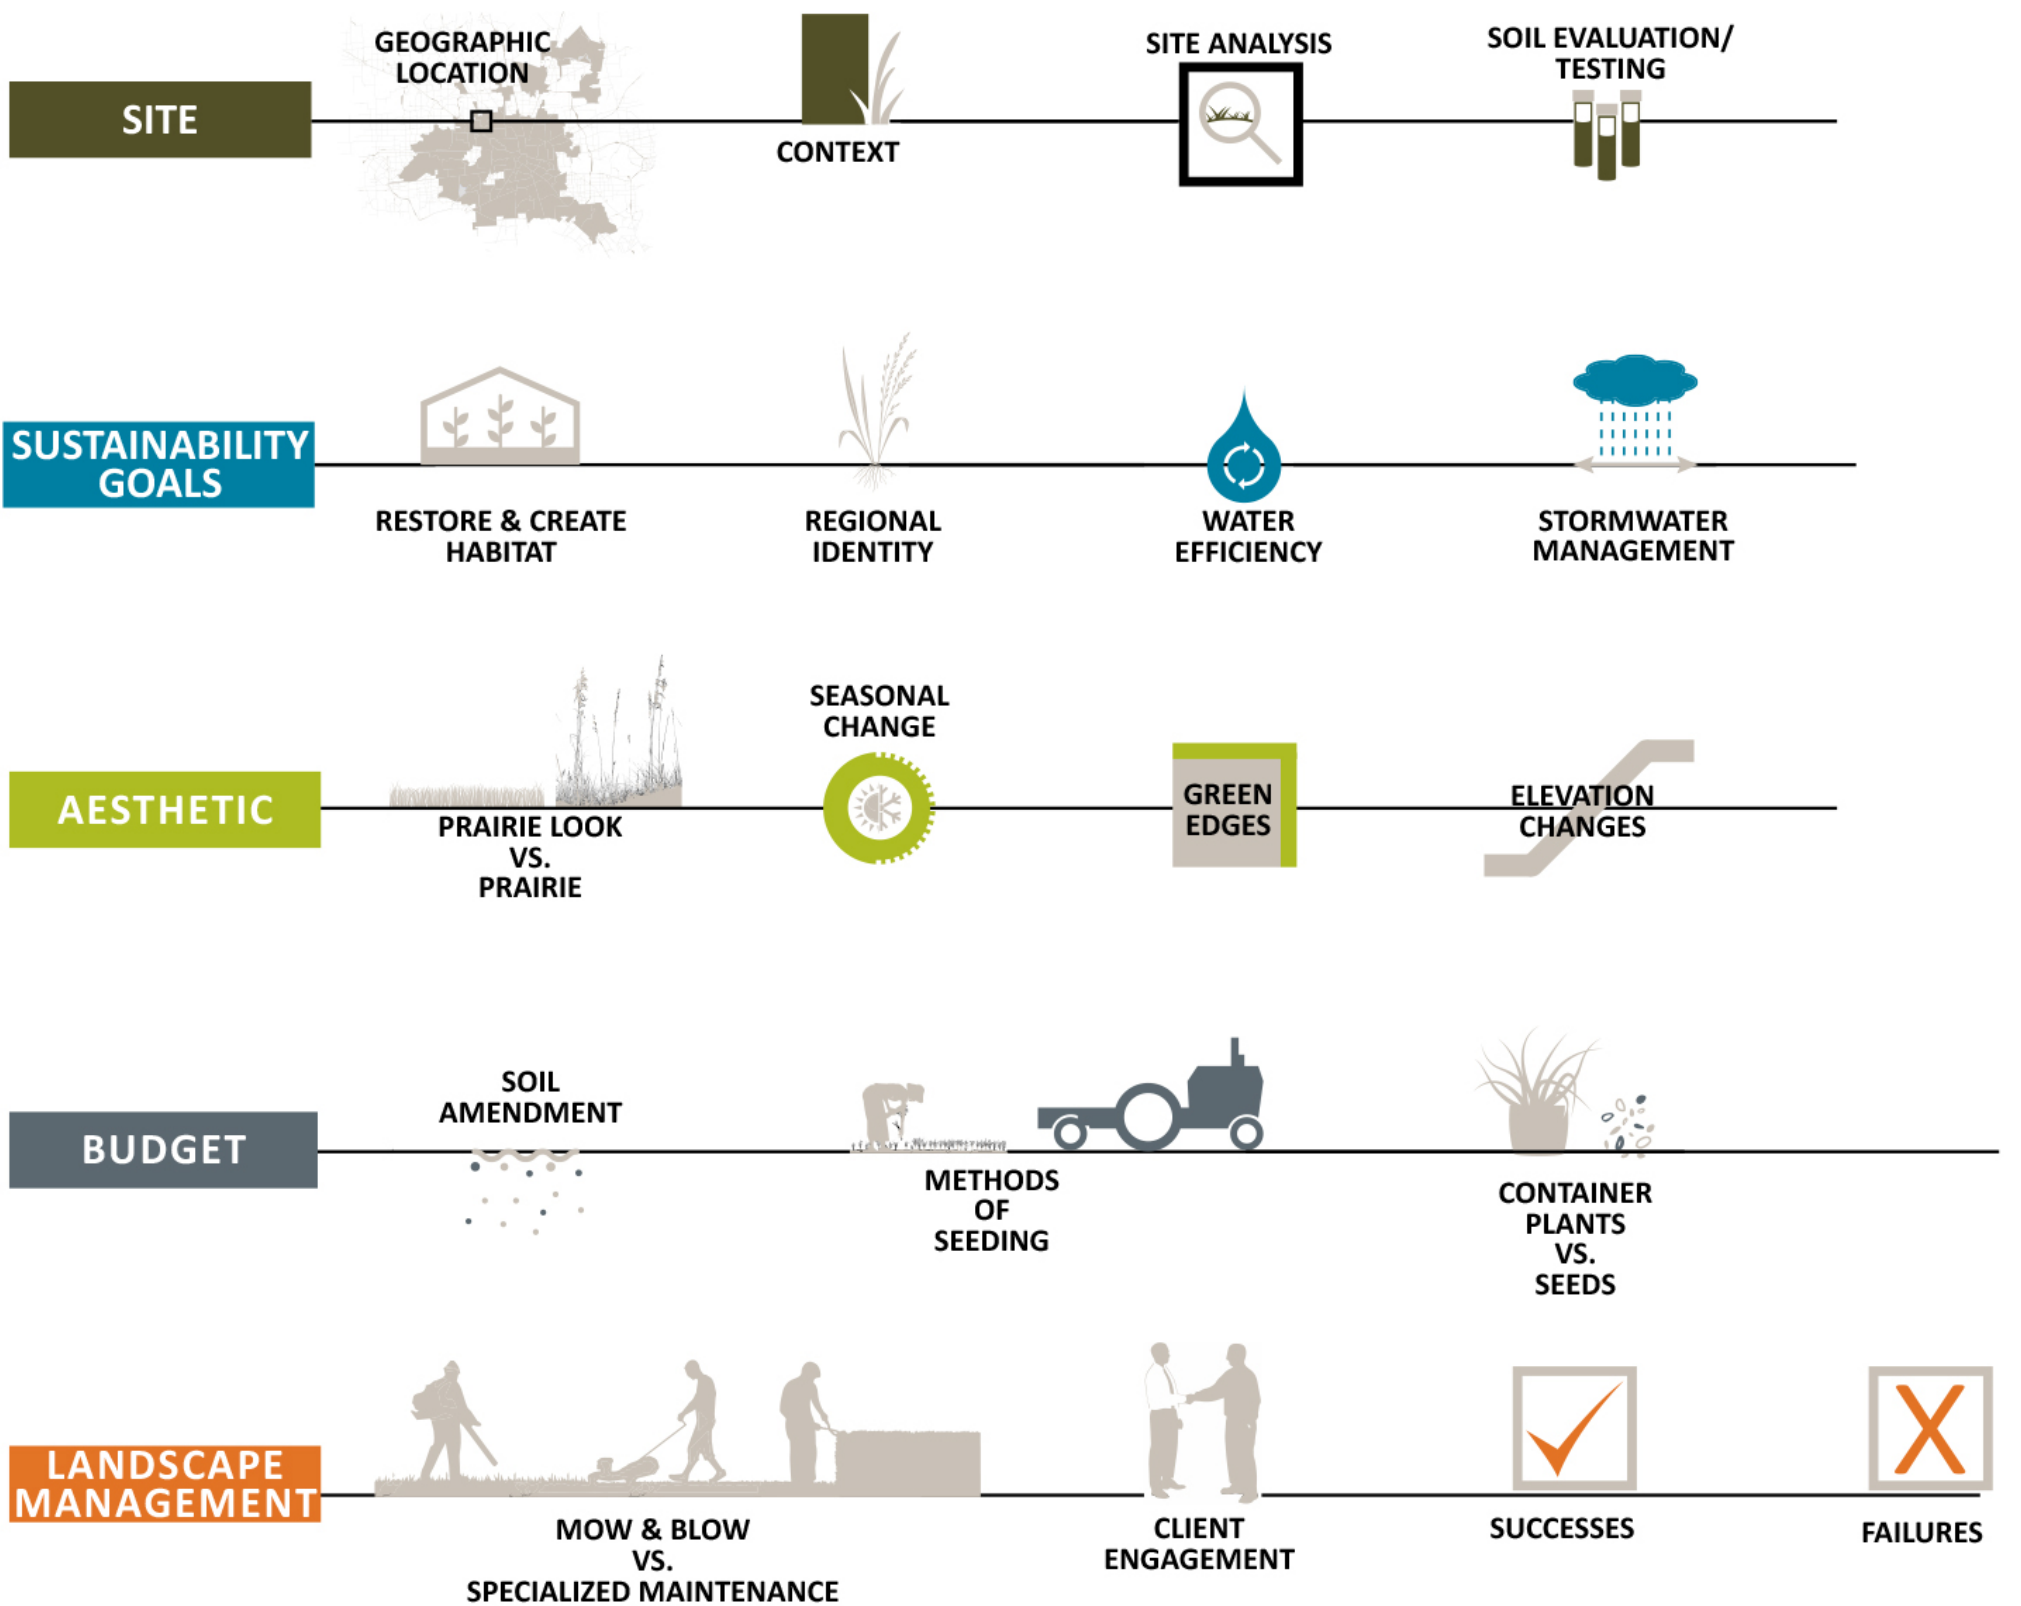 GEOGRAPHIC
LOCATION
SITE
CONTEXT
SITE ANALYSIS
SOIL EVALUATION/
TESTING
SUSTAINABILITY
GOALS
RESTORE & CREATE
HABITAT
REGIONAL
IDENTITY
WATER
EFFICIENCY
STORMWATER
MANAGEMENT
AESTHETIC
PRAIRIE LOOK
VS.
PRAIRIE
SEASONAL
CHANGE
GREEN
EDGES
ELEVATION
CHANGES
BUDGET
SOIL
AMENDMENT
METHODS
OF
SEEDING
CONTAINER
PLANTS
VS.
SEEDS
LANDSCAPE
MANAGEMENT
MOW & BLOW
VS.
SPECIALIZED MAINTENANCE
CLIENT
ENGAGEMENT
SUCCESSES
FAILURES